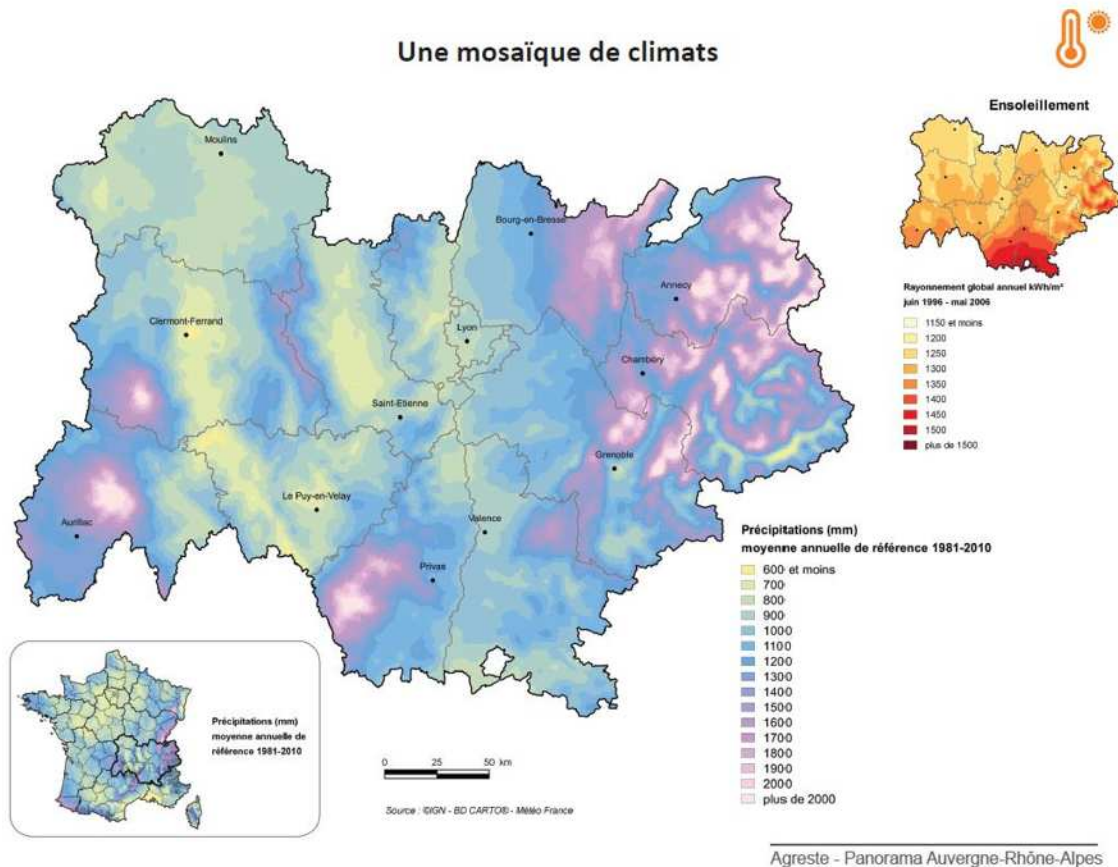 Une mosaïque de climats
Moulins
Bourg-en-Bresse
Annecy
Clermont-Ferrand
Lyon
Chambéry
Saint-Etienne
Grenoble
Le Puy-en-Velay
Aurillac
Valence
Privas
Ensoleillement
Rayonnement global annuel kWh/m²
juin 1996 - mai 2006
1150 et moins
1200
1250
1300
1350
1400
1450
1500
plus de 1500
Précipitations (mm)
moyenne annuelle de référence 1981-2010
600 et moins
700
800
900
1000
1100
1200
1300
1400
1500
1600
1700
1800
1900
2000
plus de 2000
Précipitations (mm)
moyenne annuelle de
référence 1981-2010
0 25 50 km
Source : ©IGN - BD CARTO® - Météo France
Agreste - Panorama Auvergne-Rhône-Alpes